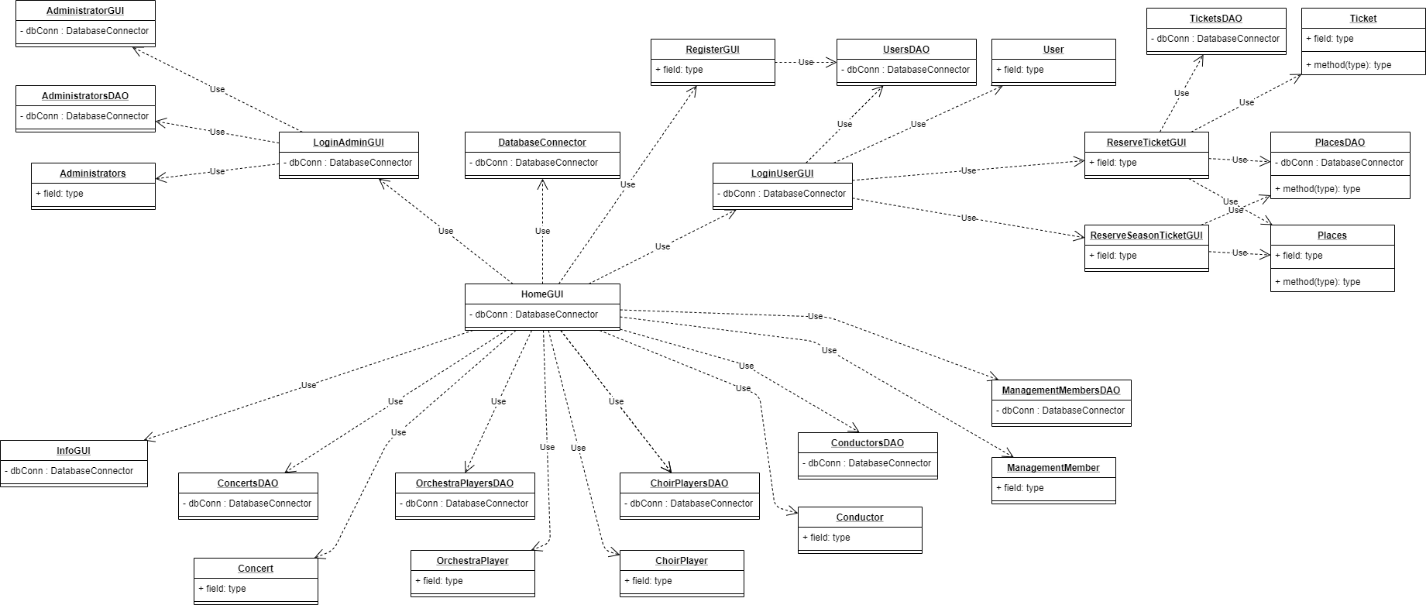 AdministratorGUI
- dbConn : DatabaseConnector
TicketsDAO
- dbConn : DatabaseConnector
Ticket
+ field: type
+ method(type): type
RegisterGUI
+ field: type
Use
UsersDAO
- dbConn : DatabaseConnector
User
+ field: type
Use
AdministratorsDAO
- dbConn : DatabaseConnector
Use
Use
Use
Use
Use
LoginAdminGUI
- dbConn : DatabaseConnector
DatabaseConnector
- dbConn : DatabaseConnector
ReserveTicketGUI
+ field: type
Use
PlacesDAO
- dbConn : DatabaseConnector
+ method(type): type
Administrators
+ field: type
Use
LoginUserGUI
- dbConn : DatabaseConnector
Use
Use
Use
Use
Use
Use
Use
Use
Use
ReserveSeasonTicketGUI
+ field: type
Use
Places
+ field: type
+ method(type): type
HomeGUI
- dbConn : DatabaseConnector
Use
Use
Use
Use
Use
Use
Use
Use
Use
Use
Use
Use
ManagementMembersDAO
- dbConn : DatabaseConnector
InfoGUI
- dbConn : DatabaseConnector
ConductorsDAO
- dbConn : DatabaseConnector
ManagementMember
+ field: type
ConcertsDAO
- dbConn : DatabaseConnector
OrchestraPlayersDAO
- dbConn : DatabaseConnector
ChoirPlayersDAO
- dbConn : DatabaseConnector
Conductor
+ field: type
Concert
+ field: type
OrchestraPlayer
+ field: type
ChoirPlayer
+ field: type